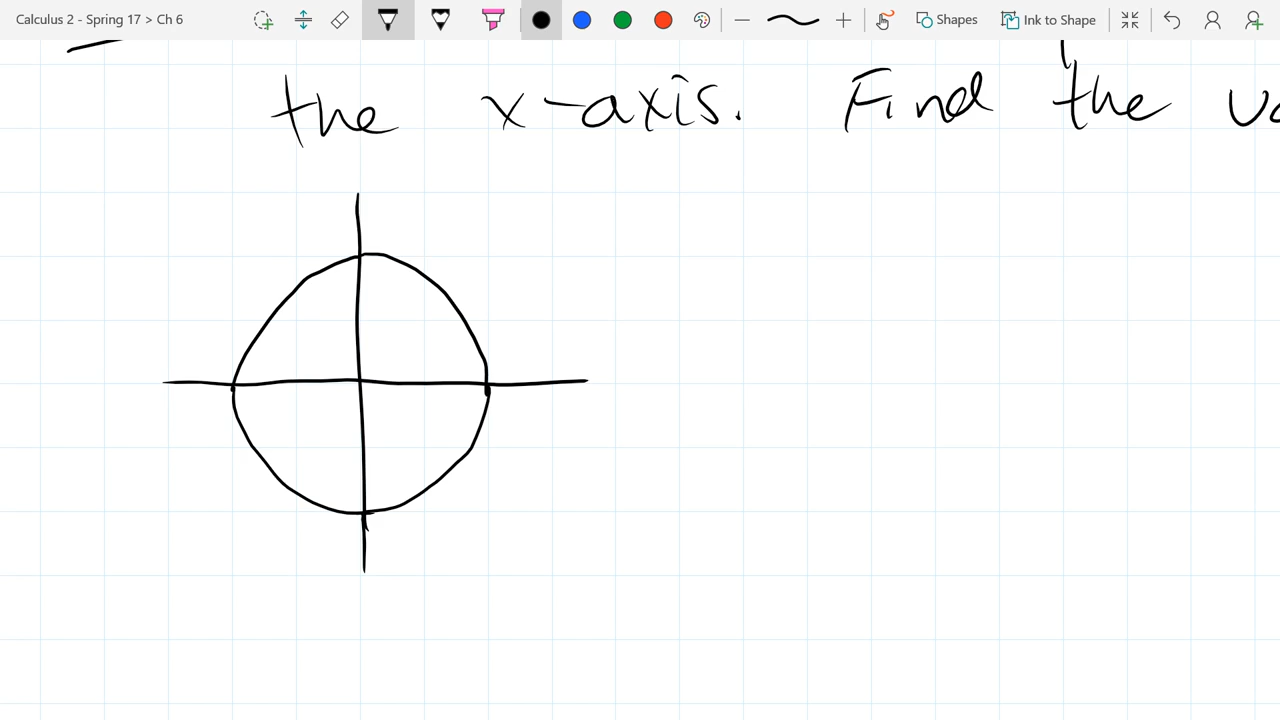 Calculus 2 - Spring 17 > Ch 6
Shapes
Ink to Shape
the x-axis. Find the